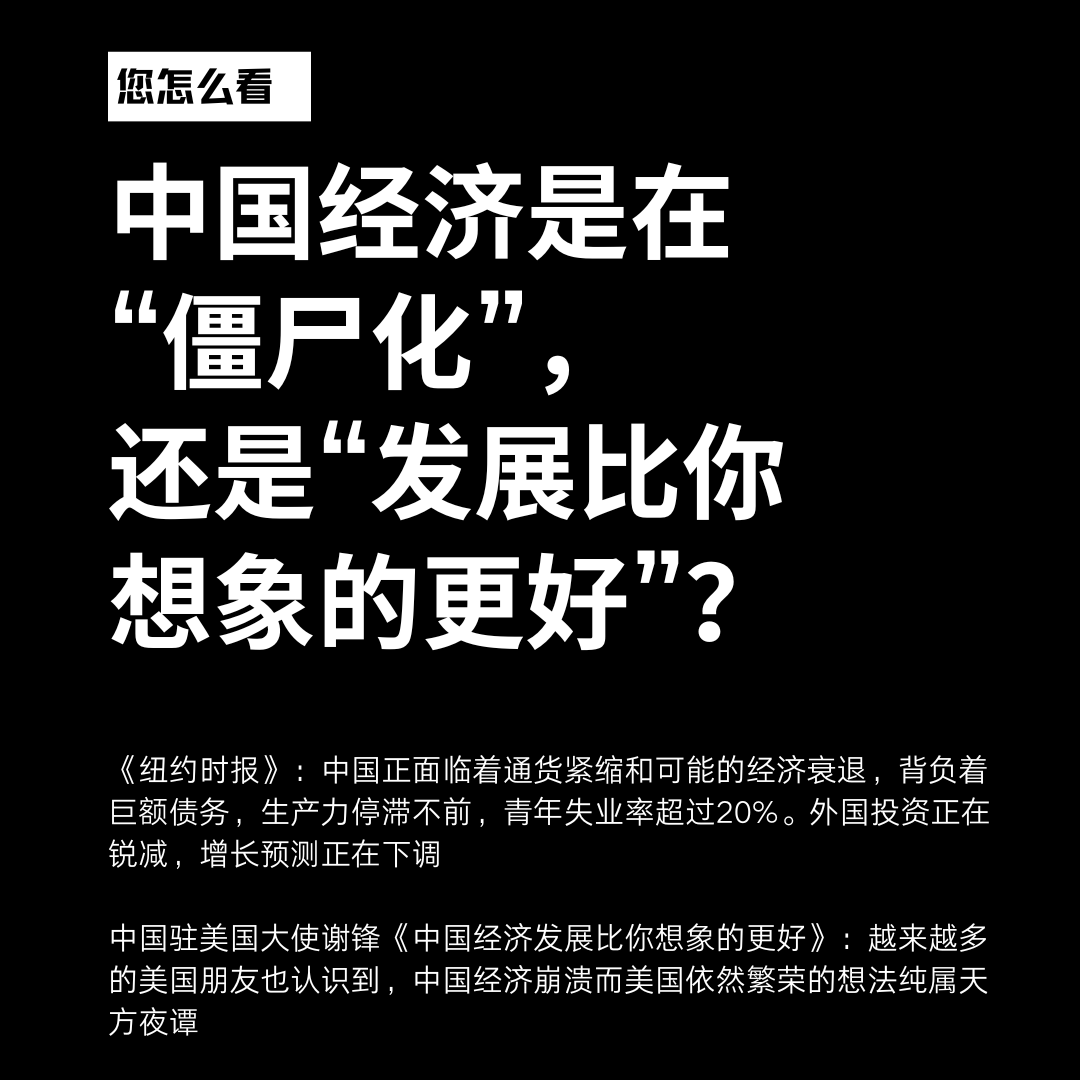 您怎么看
中国经济是在
“僵尸化”，
还是“发展比你
想象的更好”？
《纽约时报》：中国正面临着通货紧缩和可能的经济衰退，背负着
巨额债务，生产力停滞不前，青年失业率超过20%。外国投资正在
锐减，增长预测正在下调
中国驻美国大使谢锋《中国经济发展比你想象的更好》：越来越多
的美国朋友也认识到，中国经济崩溃而美国依然繁荣的想法纯属天
方夜谭